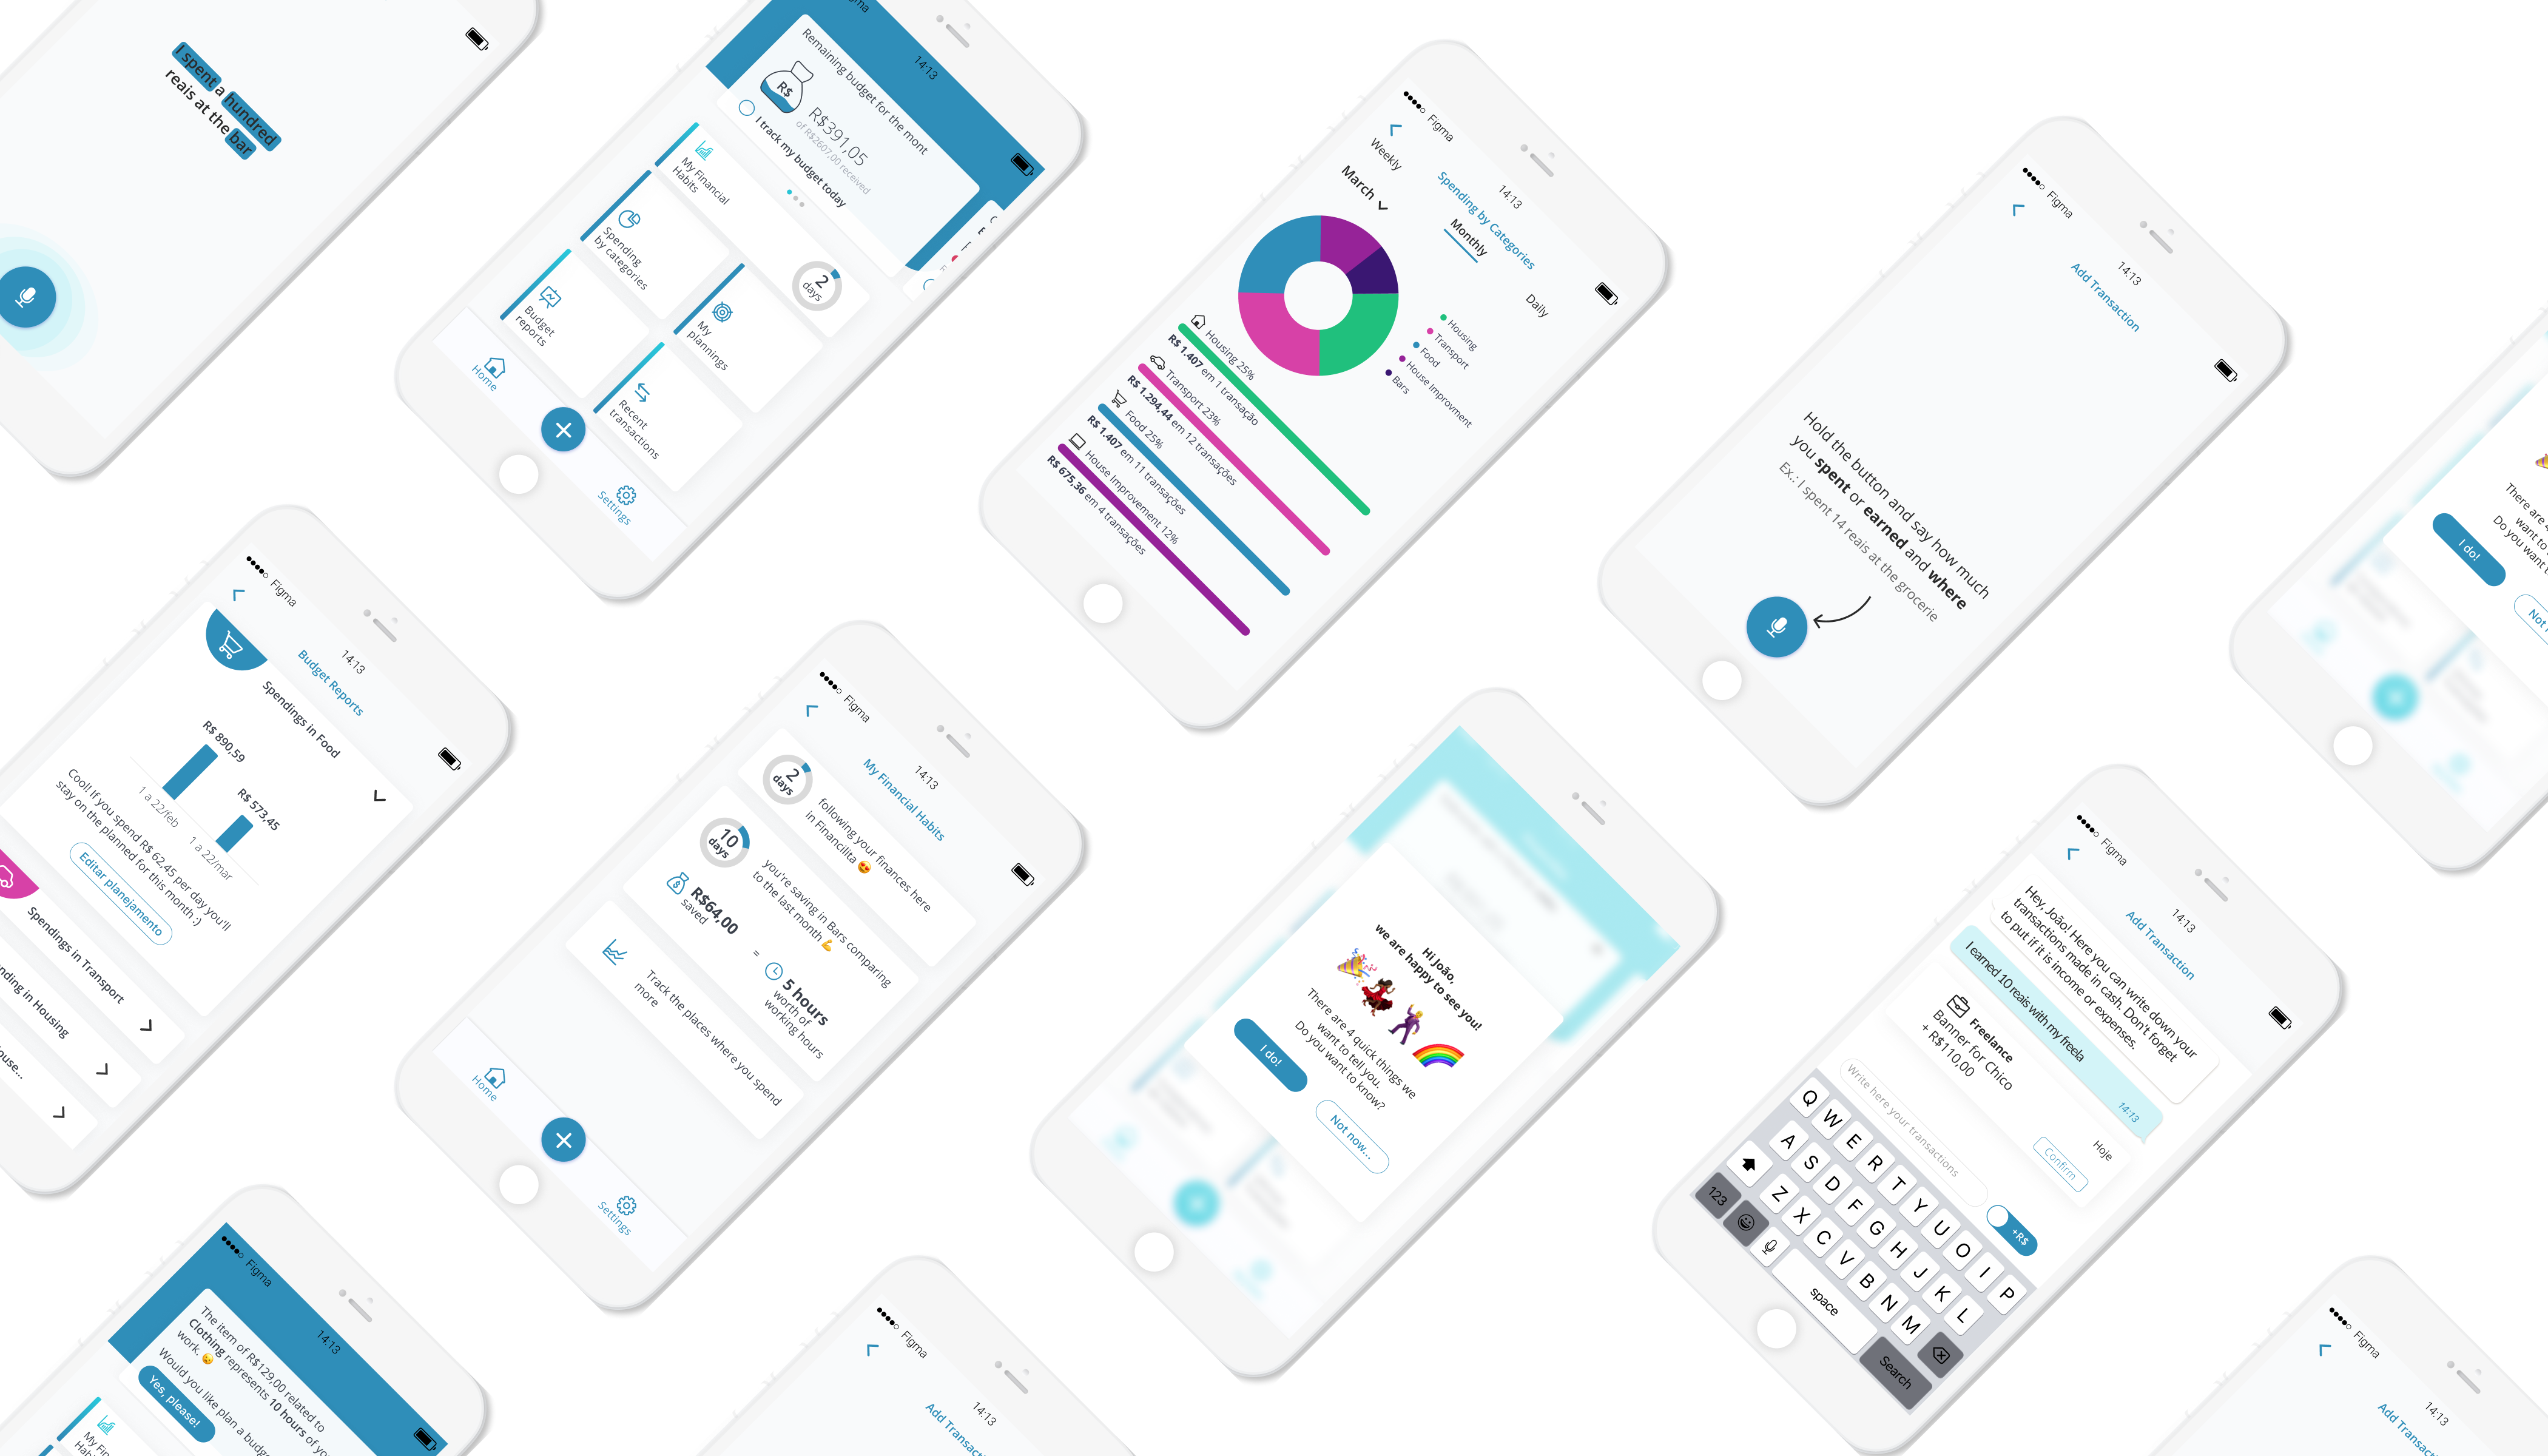 I spent a hundred
reais at the bar
14:13
Remaining budget for the mont
R$
R$391,05
of R$2607,00 received
I track my budget today
My Financial
Habits
2
days
Spending
by categories
My
plannings
Budget
reports
Recent
transactions
Home
Settings
Figma
14:13
Spending by Categories
Weekly
Monthly
Daily
March
Housing
Transport
Food
House Improvment
Bars
Housing 25%
R$ 1.407 em 1 transação
Transport 23%
R$ 1.294,44 em 12 transações
Food 25%
R$ 1.407 em 11 transações
House Improvement 12%
R$ 675,36 em 4 transações
Figma
14:13
Add Transaction
Hold the button and say how much
you spent or earned and where
Ex.: I spent 14 reais at the grocerie
There are 4
want to
Do you want t
I do!
Not n
Figma
14:13
Budget Reports
Spendings in Food
R$ 890,59
R$ 573,45
1 a 22/feb
1 a 22/mar
Cool! If you spend R$ 62,45 per day you'll
stay on the planned for this month :)
Editar planejamento
Spendings in Transport
nding in Housing
ouse...
Figma
14:13
My Financial Habits
2
days
following your finances here
in Financilita 😍
10
days
you're saving in Bars comparing
to the last month 💪
R$64,00
saved
=
5 hours
worth of
working hours
Track the places where you spend
more
Home
Settings
Hi João,
we are happy to see you!
There are 4 quick things we
want to tell you.
Do you want to know?
I do!
Not now...
Figma
14:13
Add Transaction
Hey, João! Here you can write down your
transactions made in cash. Don't forget
to put if it is income or expenses.
I earned 10 reais with my freela
14:13
Freelance
Banner for Chico
+ R$110,00
Hoje
Confirm
Write here your transactions
+R$
Q W E R T Y U O I P
A S D F G H J K L
Z X C V B N M
123
space
Search
Figma
14:13
The item of R$129,00 related to
Clothing represents 10 hours of yo
work. 😥
Would you like plan a budg
Yes, please!
My Fin
Hab
Figma
14:13
Add Transacti
Figma
14:13
Add Transact